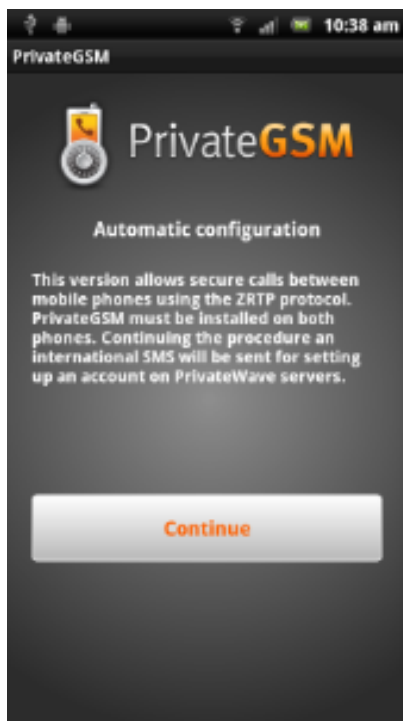 10:38 am
PrivateGSM
PrivateGSM
Automatic configuration
This version allows secure calls between
mobile phones using the ZRTP protocol.
PrivateGSM must be installed on both
phones. Continuing the procedure an
international SMS will be sent for setting
up an account on PrivateWave servers.
Continue